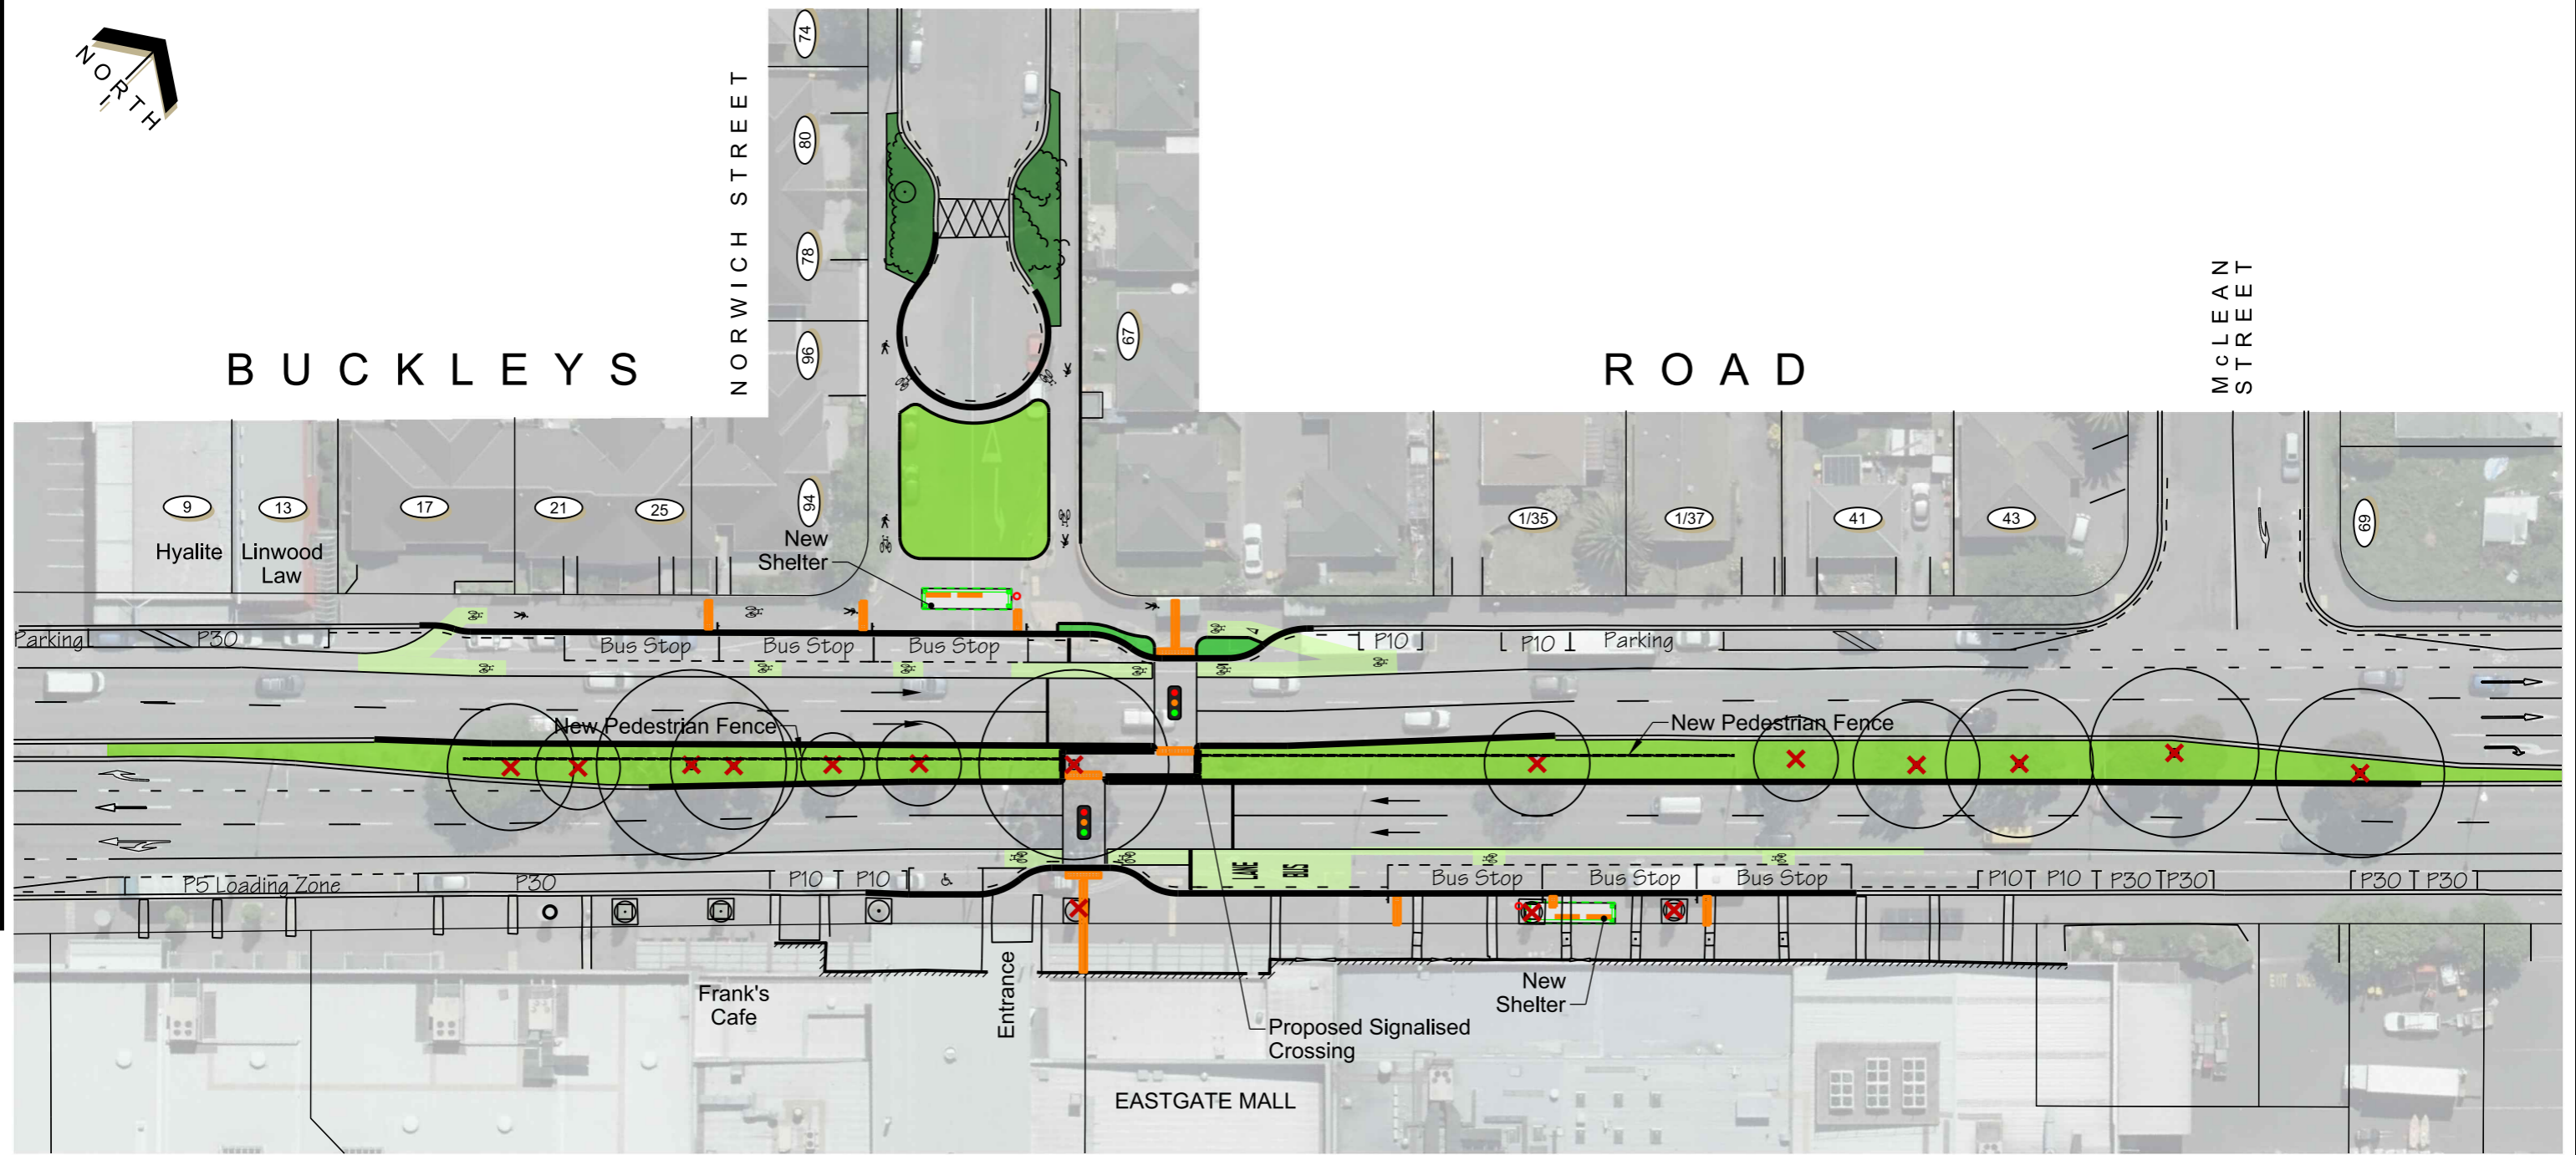 NORTH
74
80
78
96
94
67
NORWICH STREET
BUCKLEYS
ROAD
McLEAN
STREET
9
13
17
21
25
1/35
1/37
41
43
69
Hyalite
Linwood
Law
New
Shelter
Parking
P30
Bus Stop
Bus Stop
Bus Stop
P10
P10
Parking
New Pedestrian Fence
New Pedestrian Fence
LANE
BUS
P5 Loading Zone
P30
P10
P10
Bus Stop
Bus Stop
Bus Stop
P10
P10
P30
P30
P30
P30
Frank's
Cafe
Entrance
New
Shelter
Proposed Signalised
Crossing
EASTGATE MALL